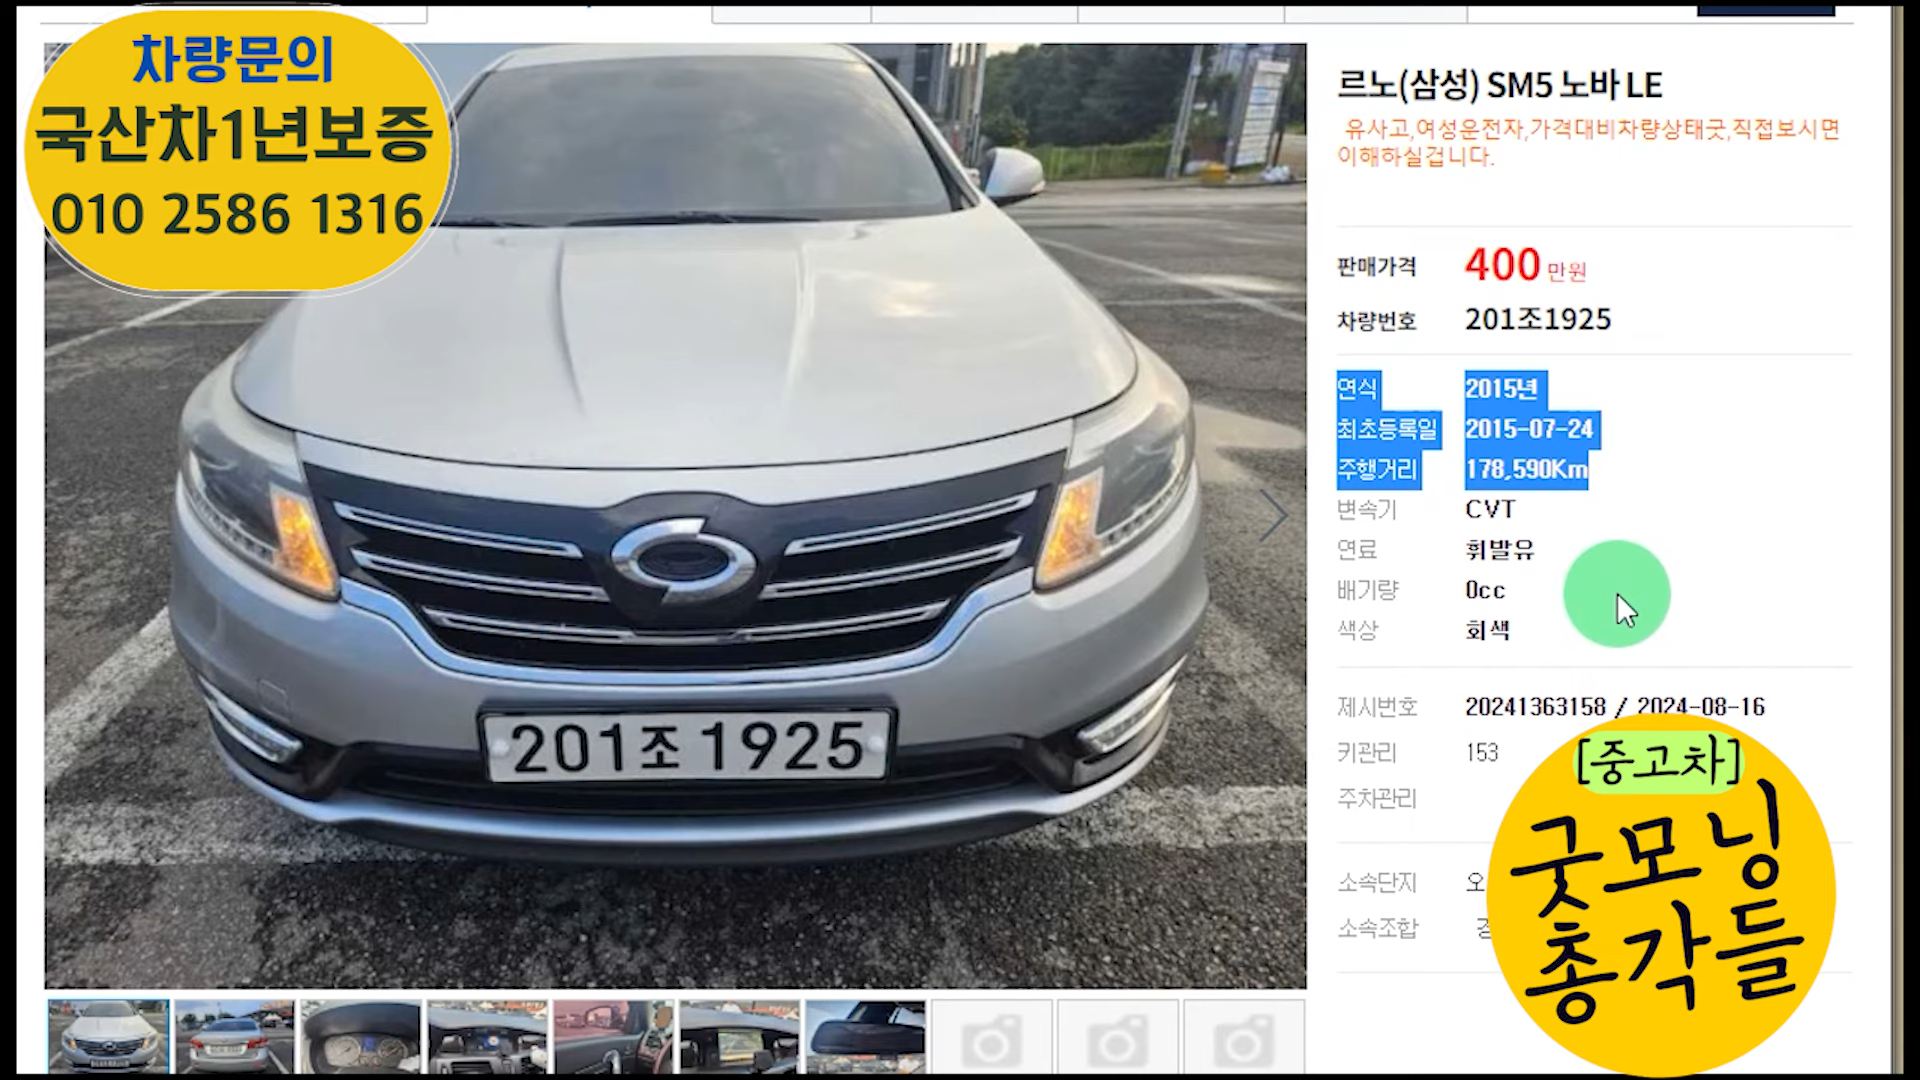 차량문의
국산차1년보증
010 2586 1316
르노(삼성) SM5 노바 LE
유사고,여성운전자,가격대비차량상태굿,직접보시면
이해하실겁니다.
판매가격 400 만원
차량번호 201조1925
연식 2015년
최초등록일 2015-07-24
주행거리 178,590Km
변속기 CVT
연료 휘발유
배기량 0cc
색상 회색
제시번호 20241363158 / 2024-08-16
키관리 153
주차관리
소속단지 오
소속조합
201조 1925
[중고차]
굿모닝
총각들